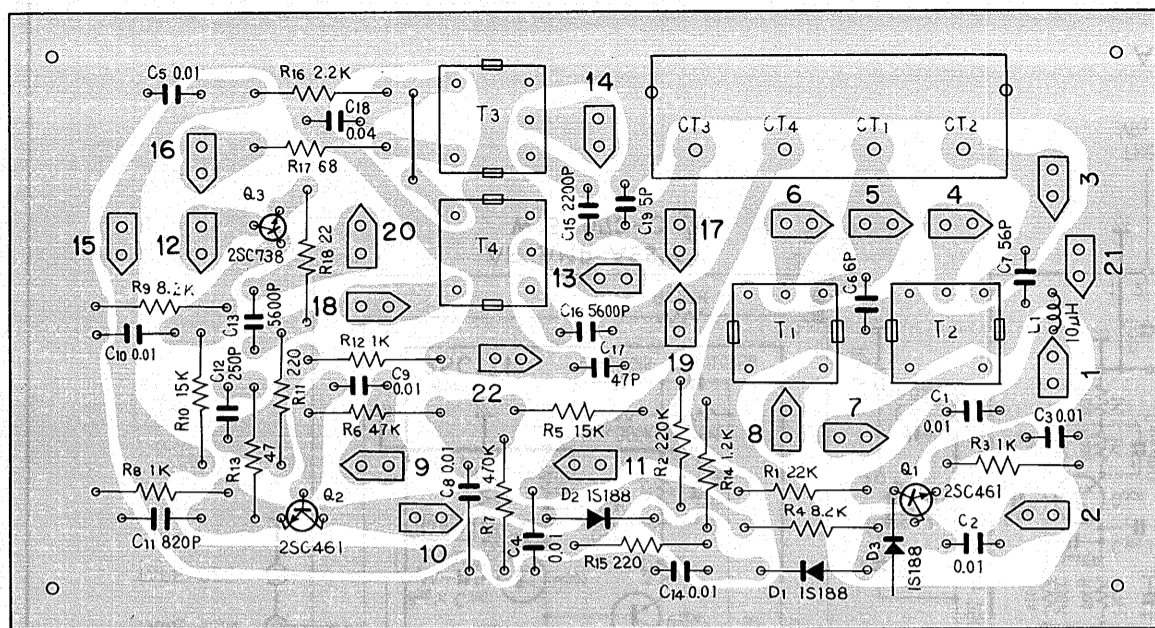 C5 0.01
R16 2.2K
C18
0.04
R17 68
T3
14
CT3
CT4
CT1
CT2
16
3
Q3
2SC738
15
12
R18 22
20
T4
C15 2200P
C19 5P
17
6
5
4
21
13
C7 56P
R9 8.2K
C10 0.01
C13
5600P
18
C16 5600P
C17
47P
19
T1
C6 6P
T2
L1
10μH
1
R12 1K
C9
0.01
R6 47K
22
R10 15K
C12
250P
R11 220
R13 47
R5 15K
R2 220K
R14 1.2K
8
7
C1
0.01
C3 0.01
R3 1K
R8 1K
C11 820P
Q2
2SC461
9
10
C8 0.01
R7 470K
11
D2 1S188
C4 0.01
R15 220
C14 0.01
R1 22K
R4 8.2K
D1 1S188
Q1
2SC461
D3
1S188
C2
0.01
2